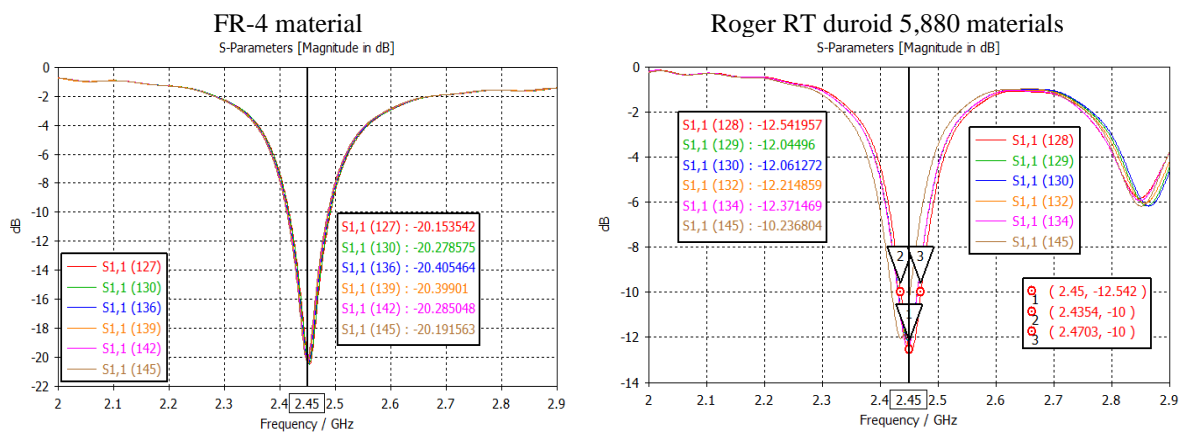 FR-4 material
S-Parameters [Magnitude in dB]
0
-2
-4
-6
-8
-10
-12
-14
-16
-18
-20
-22
dB
S1,1 (127)
S1,1 (130)
S1,1 (136)
S1,1 (139)
S1,1 (142)
S1,1 (145)
S1,1 (127) : -20.153542
S1,1 (130) : -20.278575
S1,1 (136) : -20.405464
S1,1 (139) : -20.39901
S1,1 (142) : -20.285048
S1,1 (145) : -20.191563
2 2.1 2.2 2.3 2.4 2.45 2.5 2.6 2.7 2.8 2.9
Frequency / GHz
Roger RT duroid 5,880 materials
S-Parameters [Magnitude in dB]
0
-2
-4
-6
-8
-10
-12
-14
dB
S1,1 (128) : -12.541957
S1,1 (129) : -12.04496
S1,1 (130) : -12.061272
S1,1 (132) : -12.214859
S1,1 (134) : -12.371469
S1,1 (145) : -10.236804
S1,1 (128)
S1,1 (129)
S1,1 (130)
S1,1 (132)
S1,1 (134)
S1,1 (145)
2 3
1 ( 2.45, -12.542 )
2 ( 2.4354, -10 )
3 ( 2.4703, -10 )
2 2.1 2.2 2.3 2.4 2.45 2.5 2.6 2.7 2.8 2.9
Frequency / GHz